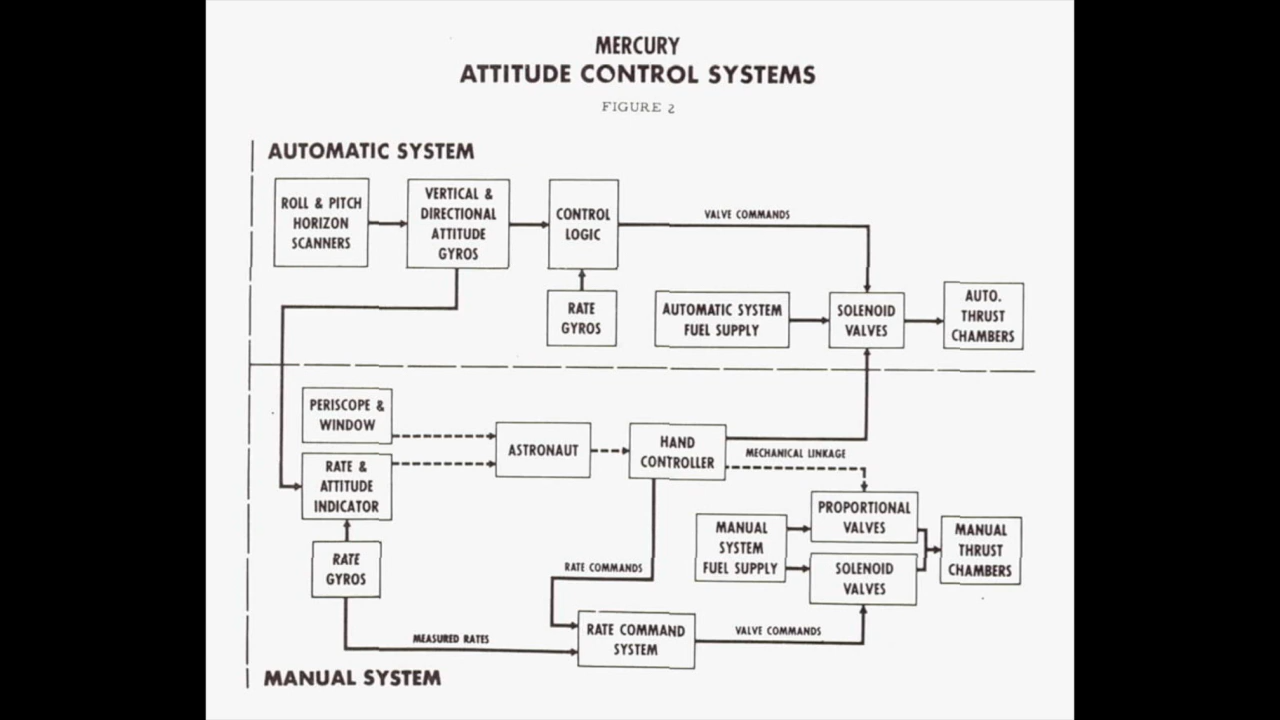 MERCURY
ATTITUDE CONTROL SYSTEMS
FIGURE 2
AUTOMATIC SYSTEM
ROLL & PITCH
HORIZON
SCANNERS
VERTICAL &
DIRECTIONAL
ATTITUDE
GYROS
CONTROL
LOGIC
VALVE COMMANDS
RATE
GYROS
AUTOMATIC SYSTEM
FUEL SUPPLY
SOLENOID
VALVES
AUTO.
THRUST
CHAMBERS
PERISCOPE &
WINDOW
RATE &
ATTITUDE
INDICATOR
ASTRONAUT
HAND
CONTROLLER
MECHANICAL LINKAGE
PROPORTIONAL
VALVES
MANUAL
SYSTEM
FUEL SUPPLY
SOLENOID
VALVES
MANUAL
THRUST
CHAMBERS
RATE
GYROS
RATE COMMANDS
MEASURED RATES
RATE COMMAND
SYSTEM
VALVE COMMANDS
MANUAL SYSTEM